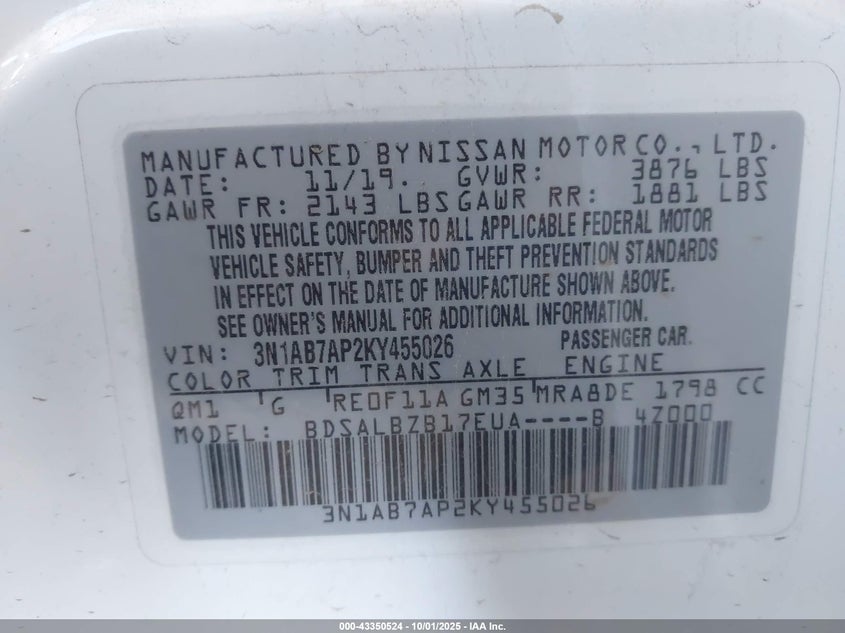 MANUFACTURED BY NISSAN MOTOR CO., LTD.
DATE: 11/19. GVWR: 3876 LBS
GAWR FR: 2143 LBS GAWR RR: 1881 LBS
THIS VEHICLE CONFORMS TO ALL APPLICABLE FEDERAL MOTOR
VEHICLE SAFETY, BUMPER AND THEFT PREVENTION STANDARDS
IN EFFECT ON THE DATE OF MANUFACTURE SHOWN ABOVE.
SEE OWNER'S MANUAL FOR ADDITIONAL INFORMATION.
VIN: 3N1AB7AP2KY455026 PASSENGER CAR.
COLOR TRIM TRANS AXLE ENGINE
QM1 G RE0F11A GM35 MRA8DE 1798 CC
MODEL: BDSALBZB17EUA----B 4Z000
3N1AB7AP2KY455026
000-43350524 - 10/01/2025 - IAA Inc.